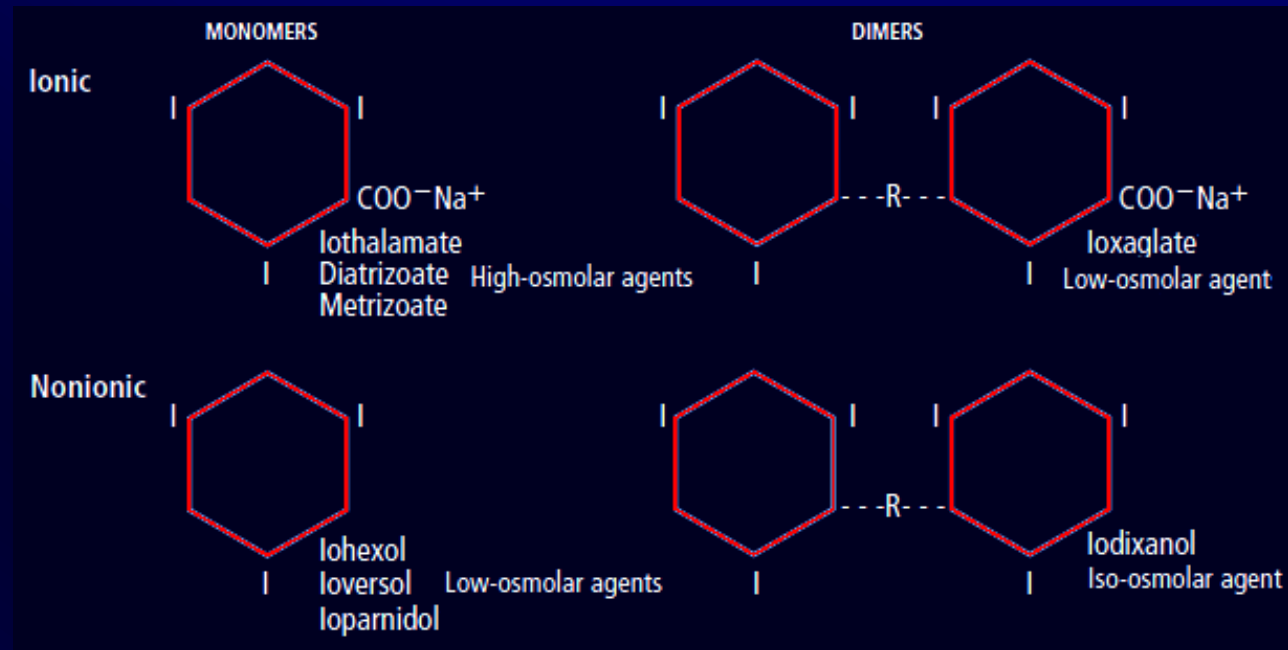 MONOMERS DIMERS
Ionic
I I I I I I
COO⁻Na⁺ - - -R- - - COO⁻Na⁺
Iothalamate Ioxaglate
I Diatrizoate High-osmolar agents I I Low-osmolar agent
Metrizoate
Nonionic
I I I I I I
- - -R- - -
Iohexol Iodixanol
I Ioversol Low-osmolar agents I I Iso-osmolar agent
Ioparnidol